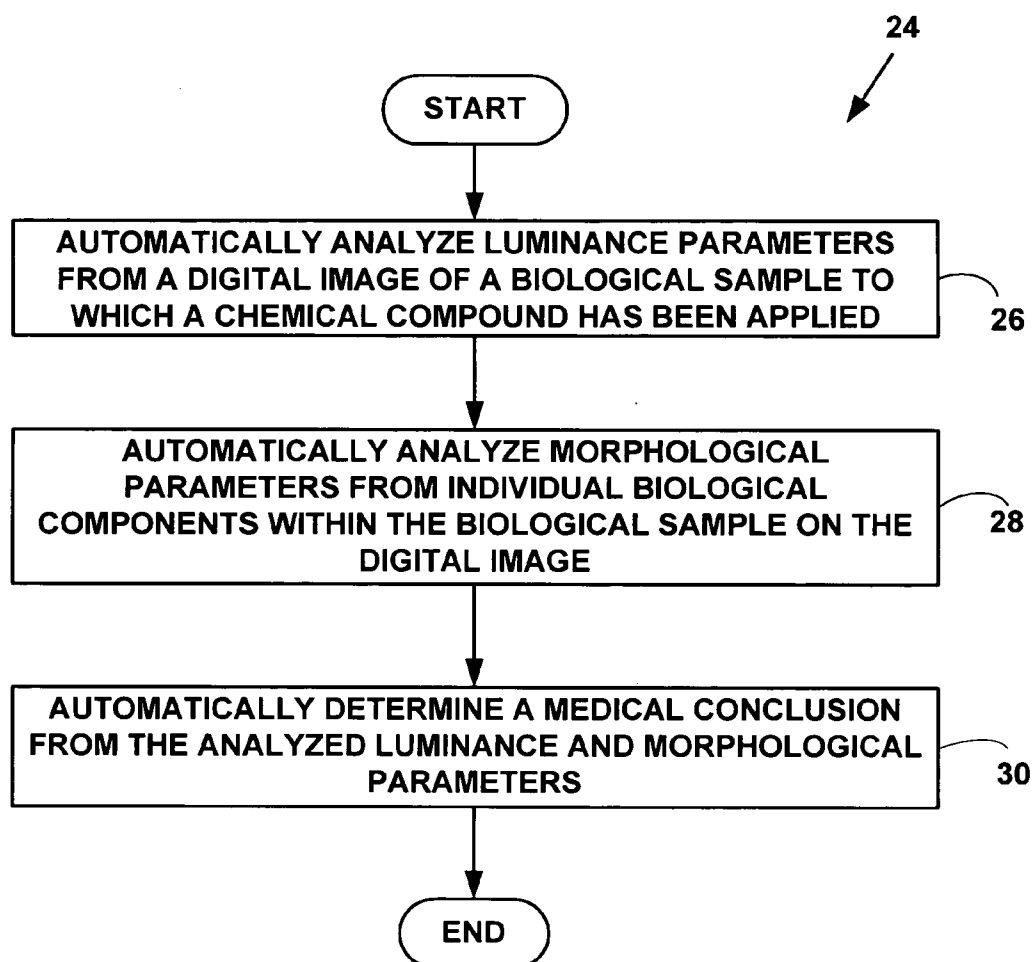 24
START
AUTOMATICALLY ANALYZE LUMINANCE PARAMETERS
FROM A DIGITAL IMAGE OF A BIOLOGICAL SAMPLE TO
WHICH A CHEMICAL COMPOUND HAS BEEN APPLIED
26
AUTOMATICALLY ANALYZE MORPHOLOGICAL
PARAMETERS FROM INDIVIDUAL BIOLOGICAL
COMPONENTS WITHIN THE BIOLOGICAL SAMPLE ON THE
DIGITAL IMAGE
28
AUTOMATICALLY DETERMINE A MEDICAL CONCLUSION
FROM THE ANALYZED LUMINANCE AND MORPHOLOGICAL
PARAMETERS
30
END